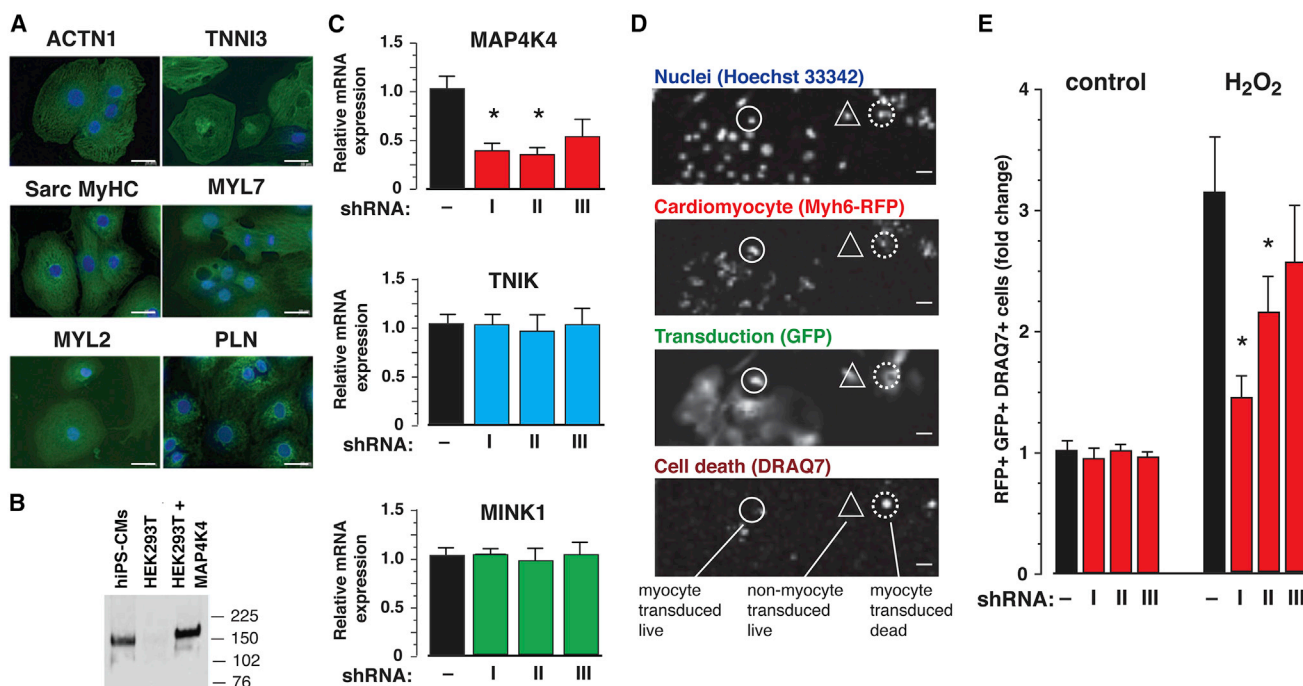 A
ACTN1
TNNI3
Sarc MyHC
MYL7
MYL2
PLN
B
hiPS-CMs
HEK293T
HEK293T +
MAP4K4
225
150
102
76
C
MAP4K4
Relative mRNA
expression
1.5
1.0
0.5
0
shRNA: – I II III
TNIK
Relative mRNA
expression
1.5
1.0
0.5
0
shRNA: – I II III
MINK1
Relative mRNA
expression
1.5
1.0
0.5
0
shRNA: – I II III
* *
D
Nuclei (Hoechst 33342)
Cardiomyocyte (Myh6-RFP)
Transduction (GFP)
Cell death (DRAQ7)
myocyte
transduced
live
non-myocyte
transduced
live
myocyte
transduced
dead
E
control
H₂O₂
RFP+ GFP+ DRAQ7+ cells (fold change)
4
3
2
1
0
*
*
shRNA: – I II III – I II III